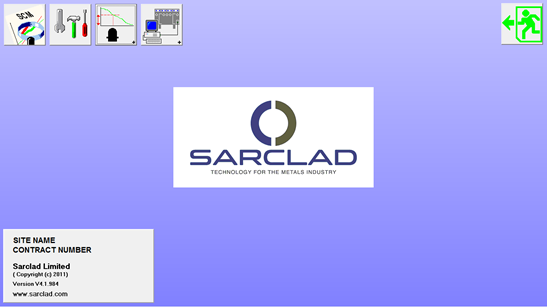 SCM
SARCLAD
TECHNOLOGY FOR THE METALS INDUSTRY
SITE NAME
CONTRACT NUMBER
Sarclad Limited
( Copyright (c) 2011)
Version V4.1.984
www.sarclad.com